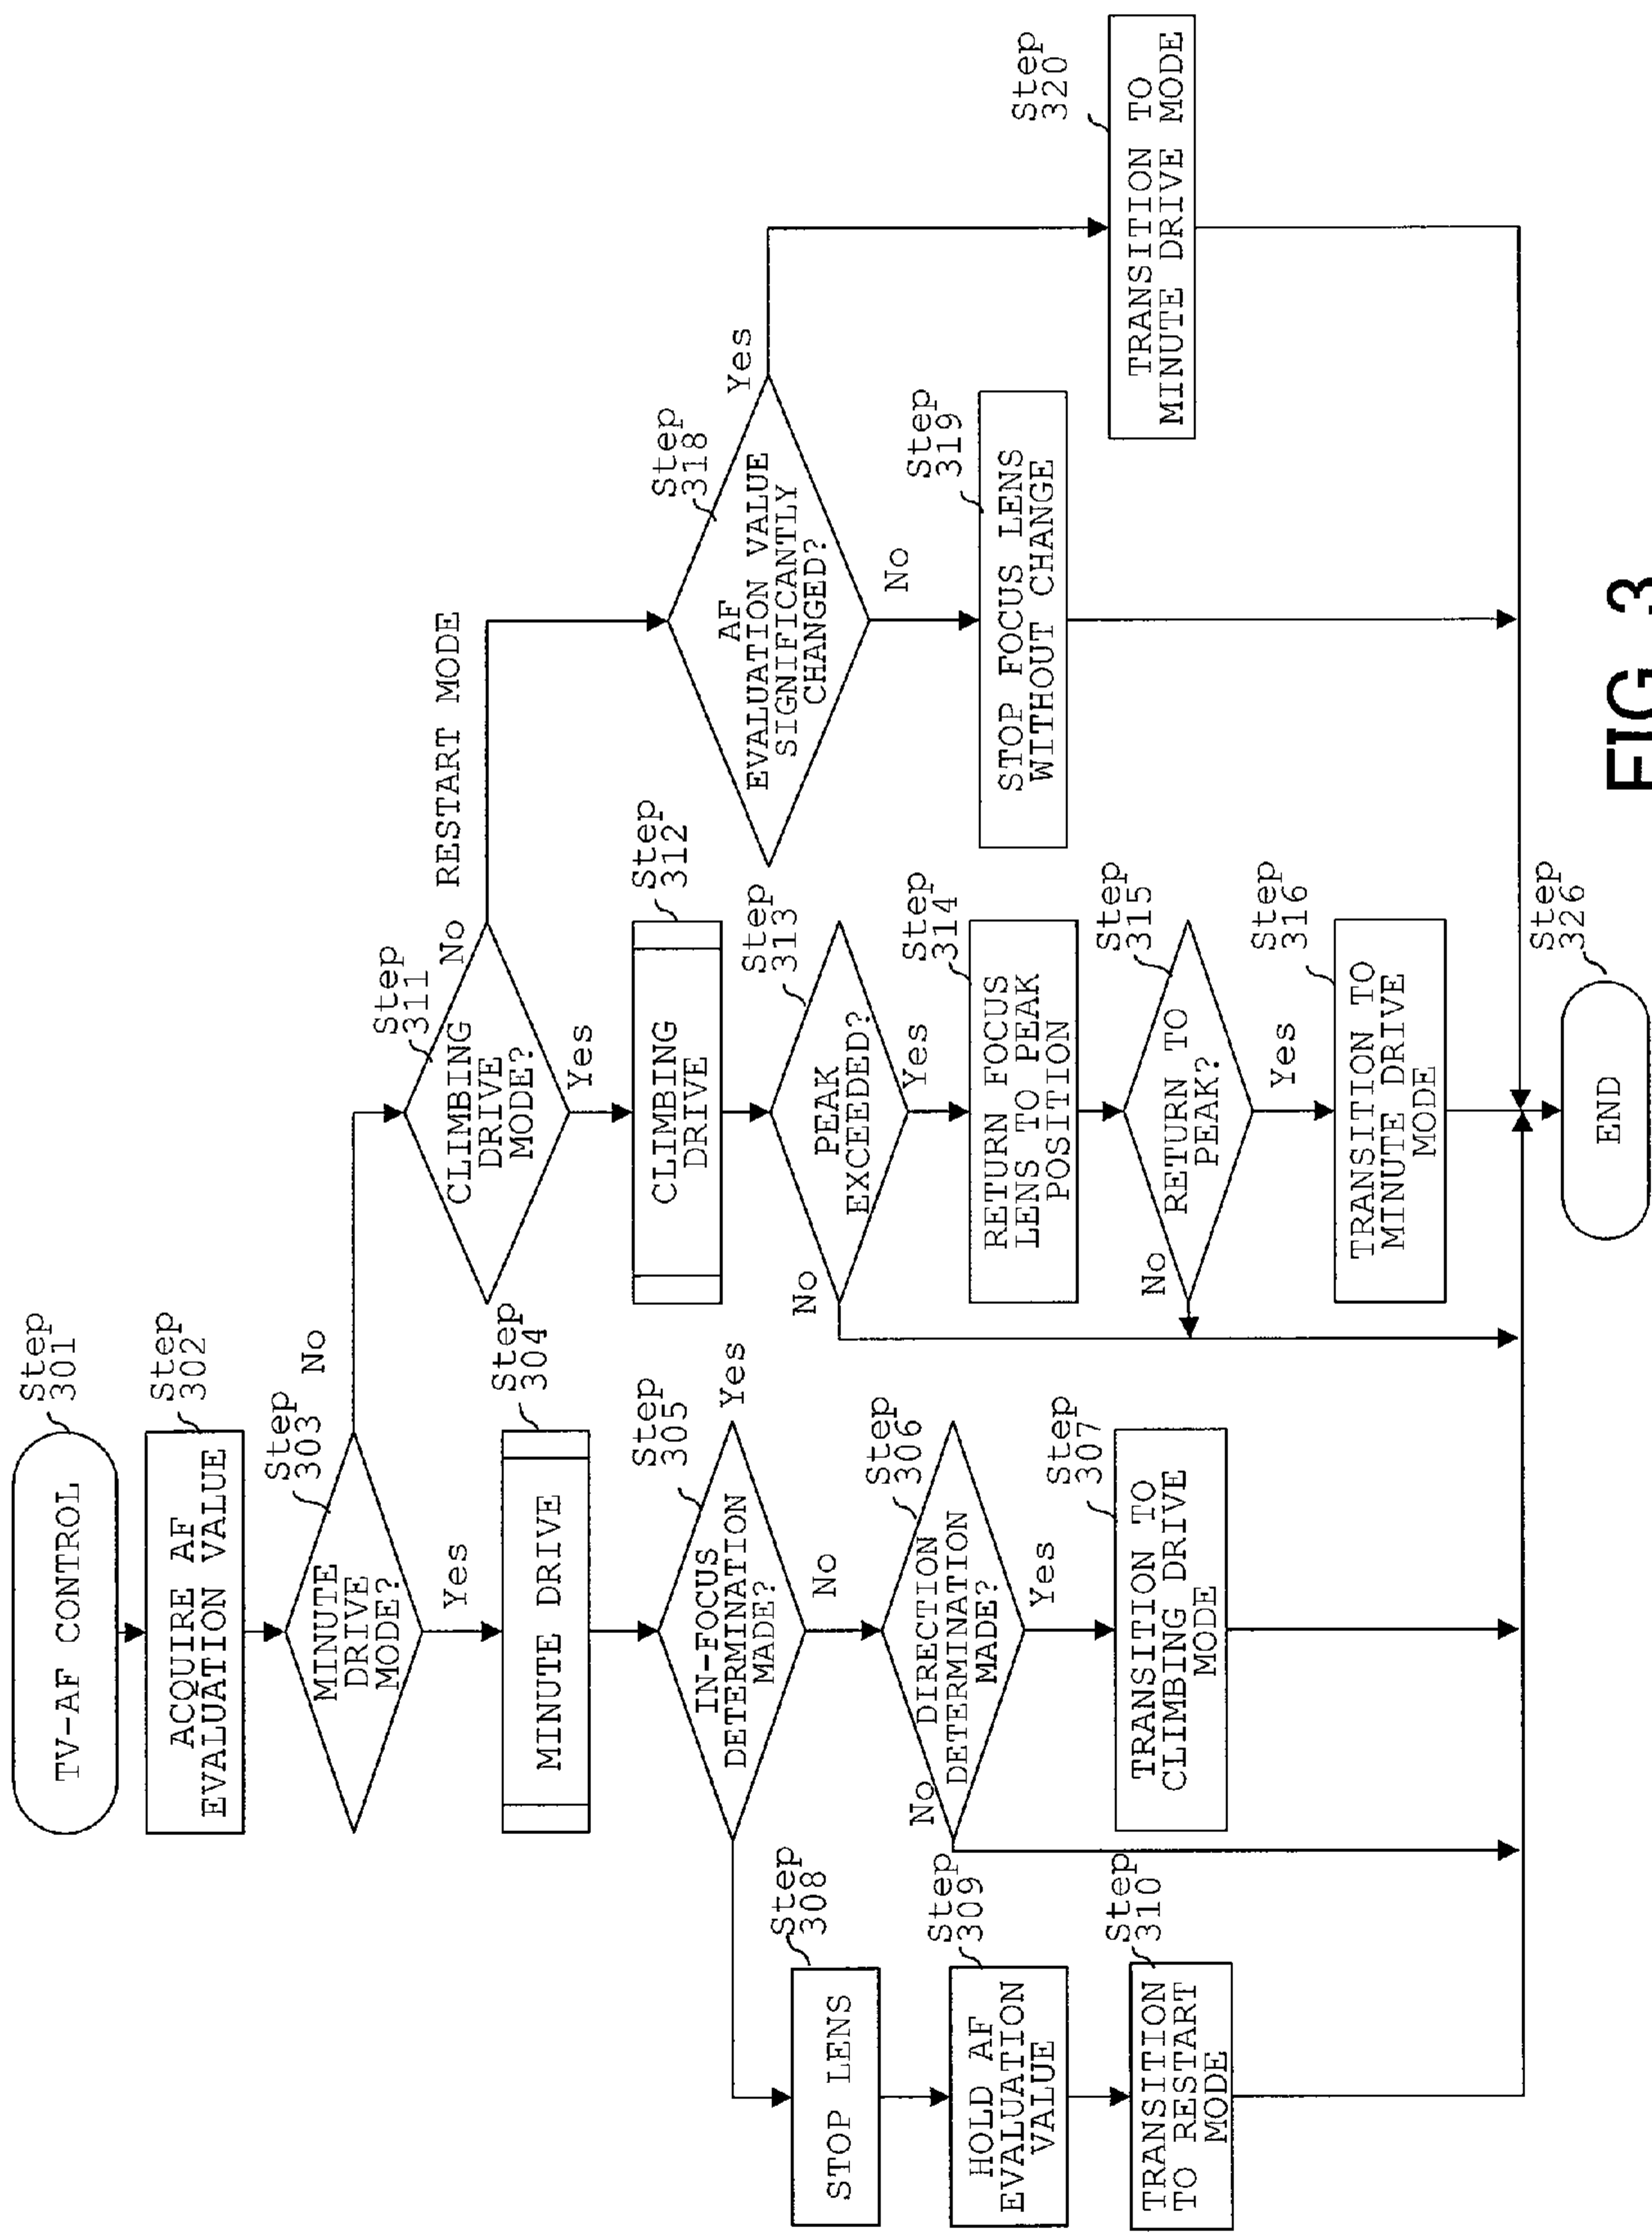 TV-AF CONTROL
Step
301
ACQUIRE AF
EVALUATION VALUE
Step
302
MINUTE
DRIVE
MODE?
Step
303
No
Yes
MINUTE DRIVE
Step
304
IN-FOCUS
DETERMINATION
MADE?
Step
305
Yes
No
DIRECTION
DETERMINATION
MADE?
Step
306
No
Yes
TRANSITION TO
CLIMBING DRIVE
MODE
Step
307
STOP LENS
Step
308
HOLD AF
EVALUATION
VALUE
Step
309
TRANSITION
TO RESTART
MODE
Step
310
CLIMBING
DRIVE
MODE?
Step
311
No
RESTART MODE
Yes
CLIMBING
DRIVE
Step
312
PEAK
EXCEEDED?
Step
313
No
Yes
RETURN FOCUS
LENS TO PEAK
POSITION
Step
314
RETURN TO
PEAK?
Step
315
No
Yes
TRANSITION TO
MINUTE DRIVE
MODE
Step
316
AF
EVALUATION VALUE
SIGNIFICANTLY
CHANGED?
Step
318
Yes
No
STOP FOCUS LENS
WITHOUT CHANGE
Step
319
TRANSITION TO
MINUTE DRIVE MODE
Step
320
END
Step
326
FIG. 3